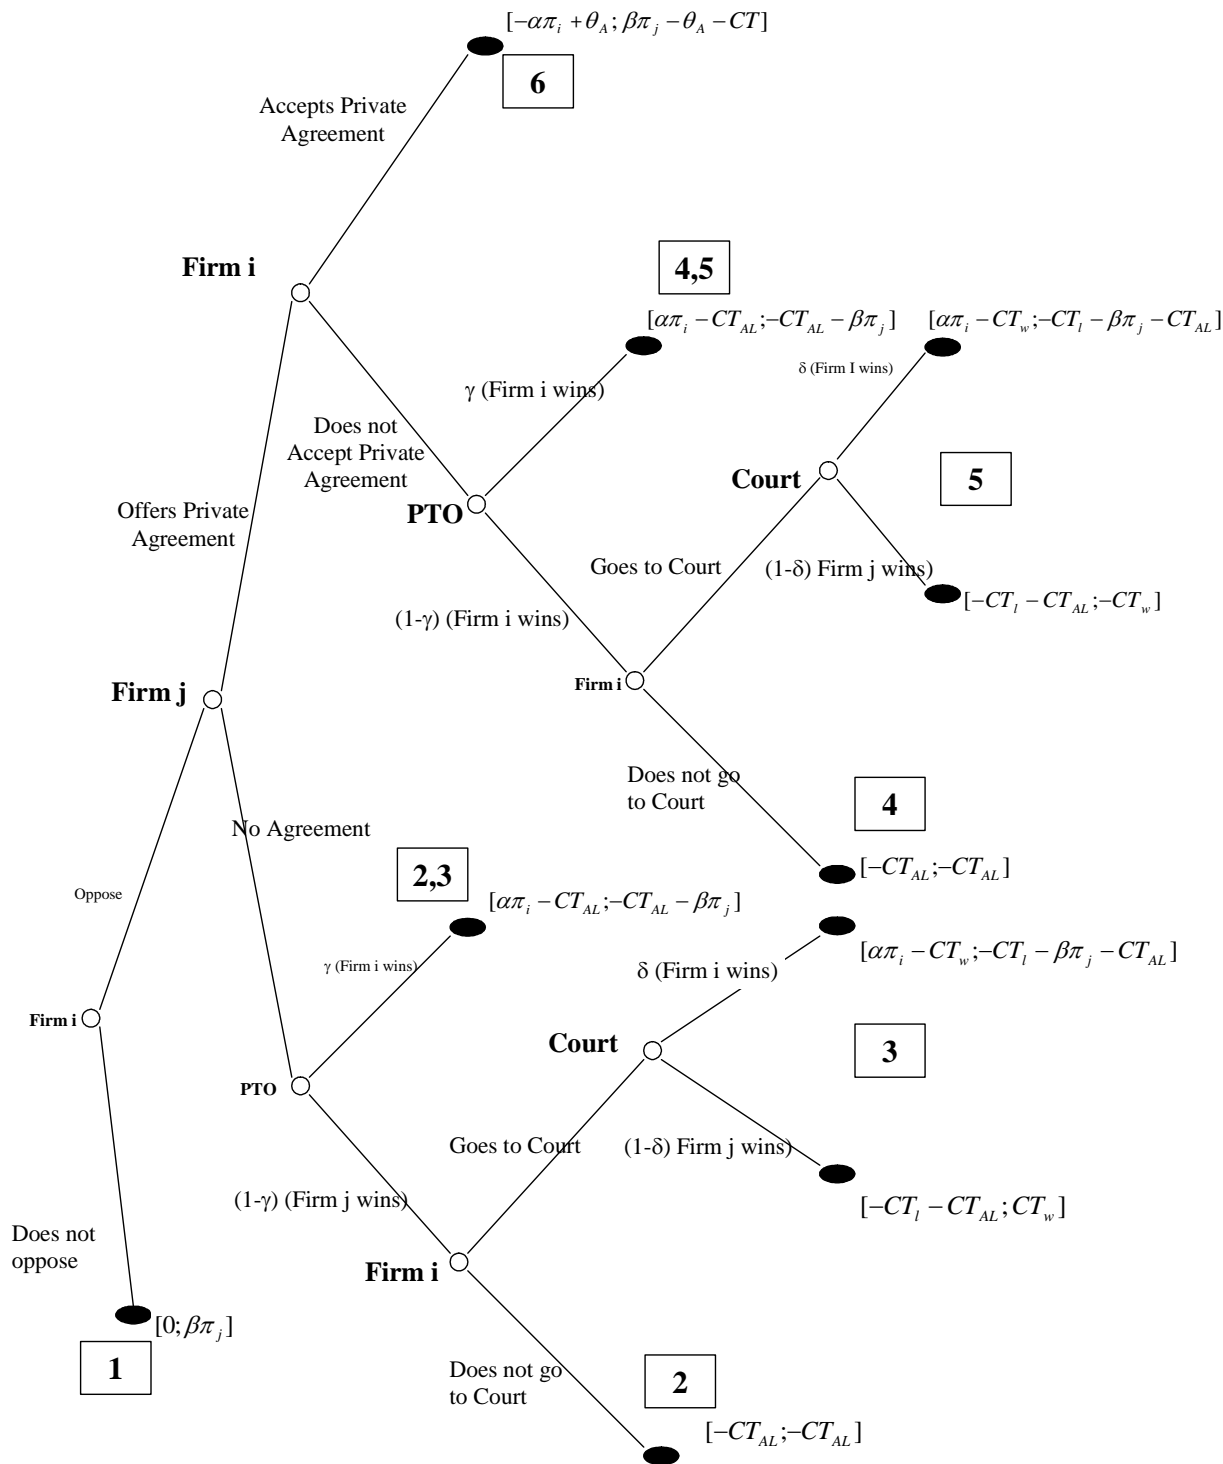 [−απ_i + θ_A; βπ_j − θ_A − CT]
6
Accepts Private
Agreement
Firm i
4,5
[απ_i − CT_AL;−CT_AL − βπ_j]
[απ_i − CT_w;−CT_l − βπ_j − CT_AL]
δ (Firm I wins)
γ (Firm i wins)
Does not
Accept Private
Agreement
Court
5
PTO
Offers Private
Agreement
Goes to Court
(1-δ) Firm j wins)
[−CT_l − CT_AL;−CT_w]
(1-γ) (Firm i wins)
Firm i
Firm j
Does not go
to Court
4
No Agreement
2,3
[−CT_AL;−CT_AL]
Oppose
[απ_i − CT_AL;−CT_AL − βπ_j]
[απ_i − CT_w;−CT_l − βπ_j − CT_AL]
γ (Firm i wins)
δ (Firm i wins)
Firm i
Court
3
PTO
Goes to Court
(1-δ) Firm j wins)
(1-γ) (Firm j wins)
[−CT_l − CT_AL; CT_w]
Does not
oppose
Firm i
[0; βπ_j]
1
Does not go
to Court
2
[−CT_AL;−CT_AL]